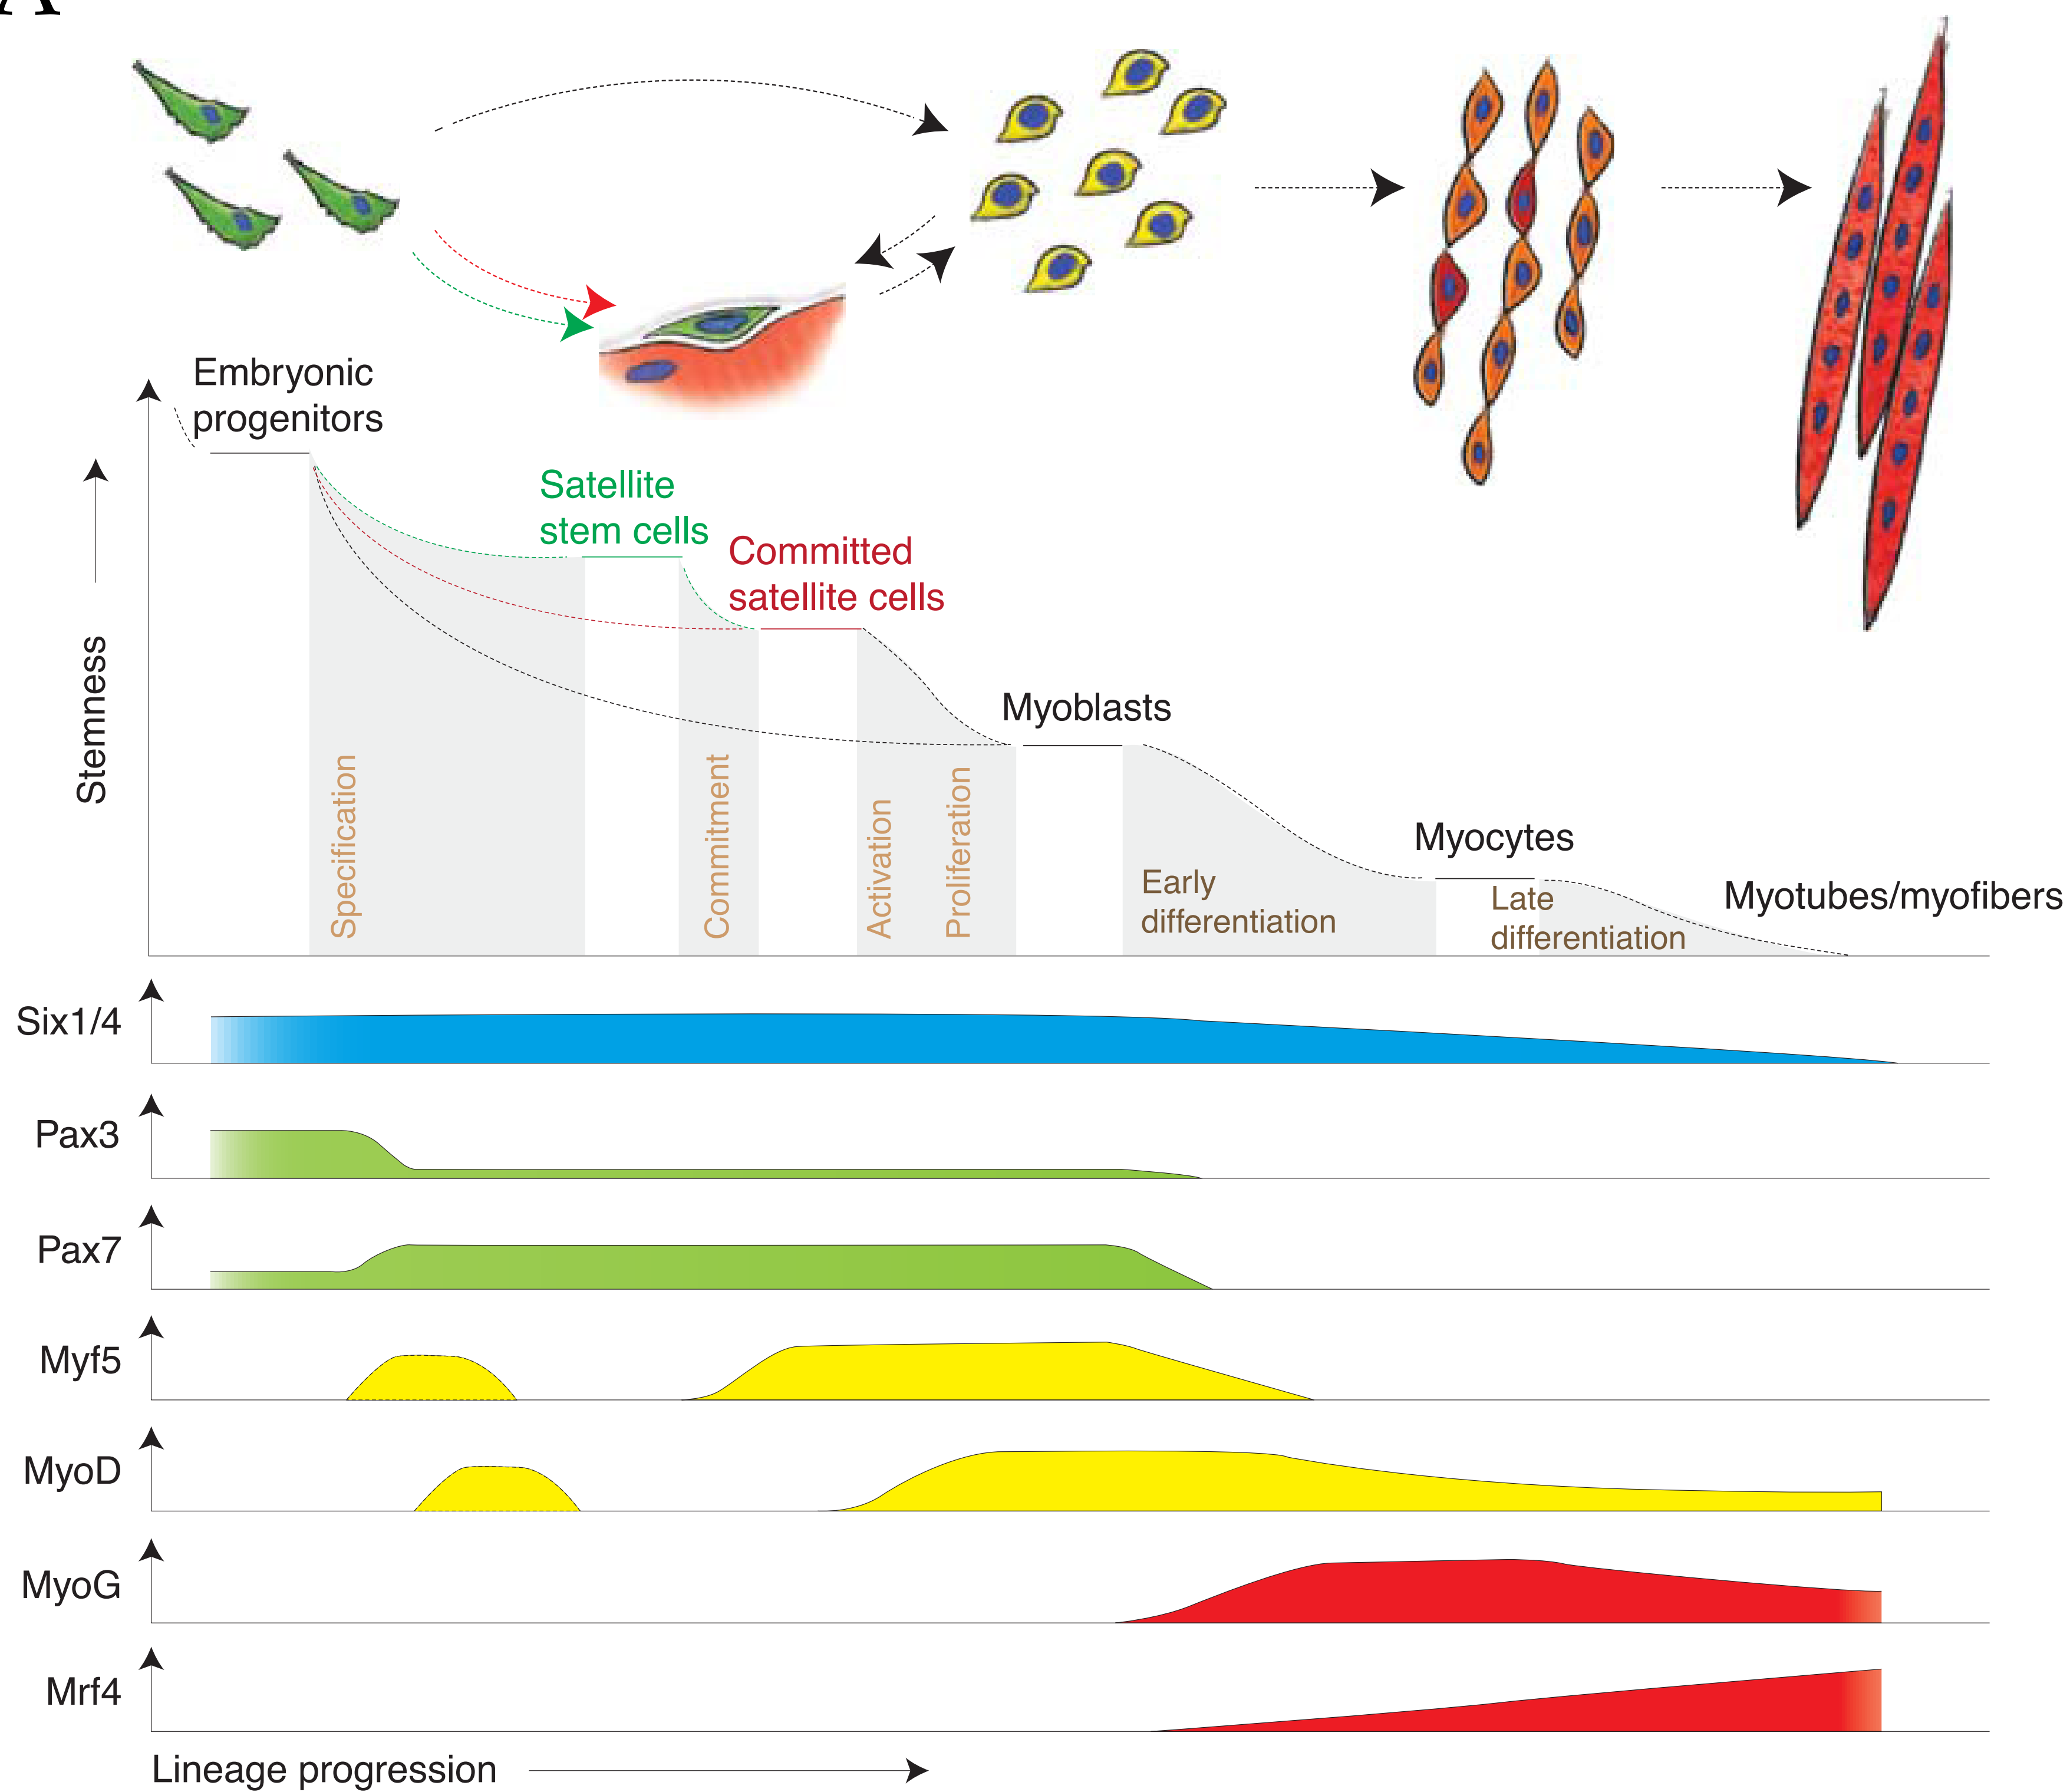 A
Embryonic
progenitors
Satellite
stem cells
Committed
satellite cells
Myoblasts
Myocytes
Myotubes/myofibers
Stemness
Specification
Commitment
Activation
Proliferation
Early
differentiation
Late
differentiation
Six1/4
Pax3
Pax7
Myf5
MyoD
MyoG
Mrf4
Lineage progression